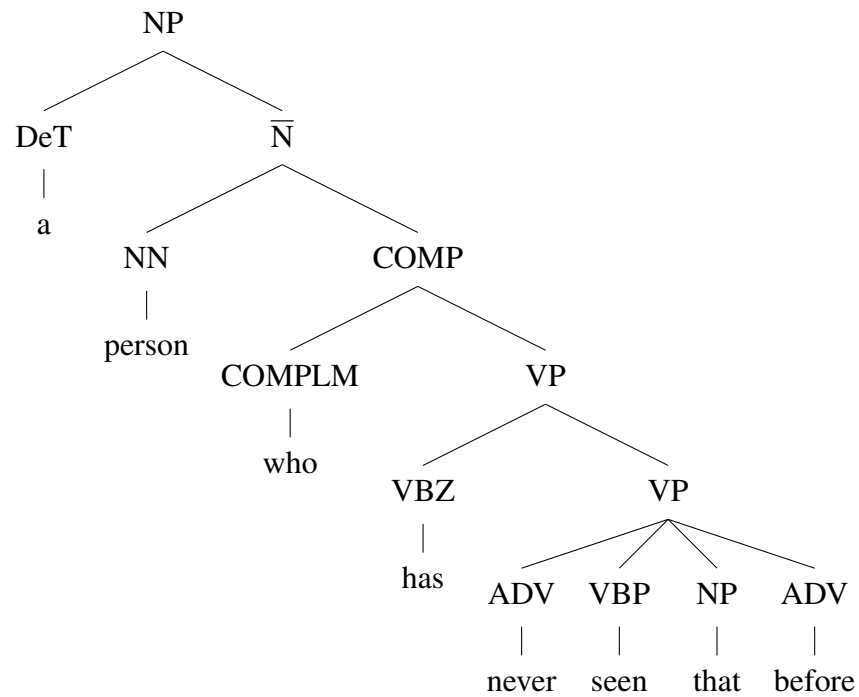 NP
DeT N̅
a
NN COMP
person
COMPLM VP
who
VBZ VP
has
ADV VBP NP ADV
never seen that before